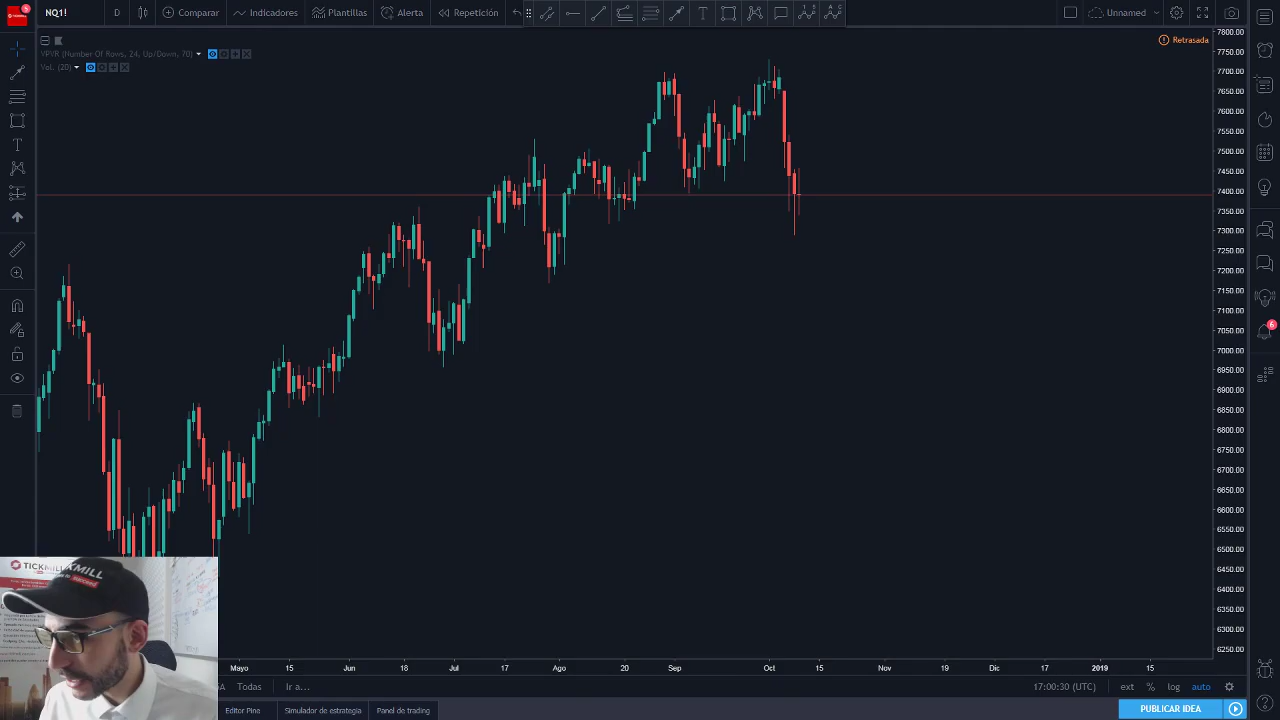 5
NQ1!
D
Comparar
Indicadores
Plantillas
Alerta
Repetición
Unnamed
VPVR (Number Of Rows, 24, Up/Down, 70)
Vol. (20)
Retrasada
7800.00
7750.00
7700.00
7650.00
7600.00
7550.00
7500.00
7450.00
7400.00
7350.00
7300.00
7250.00
7200.00
7150.00
7100.00
7050.00
7000.00
6950.00
6900.00
6850.00
6800.00
6750.00
6700.00
6650.00
6600.00
6550.00
6500.00
6450.00
6400.00
6350.00
6300.00
6250.00
6
TICKMILL
Mayo 15 Jun 18 Jul 17 Ago 20 Sep Oct 15 Nov 19 Dic 17 2019 15
Todas
Ir a...
17:00:30 (UTC)
ext
%
log
auto
Editor Pine
Simulador de estrategia
Panel de trading
PUBLICAR IDEA